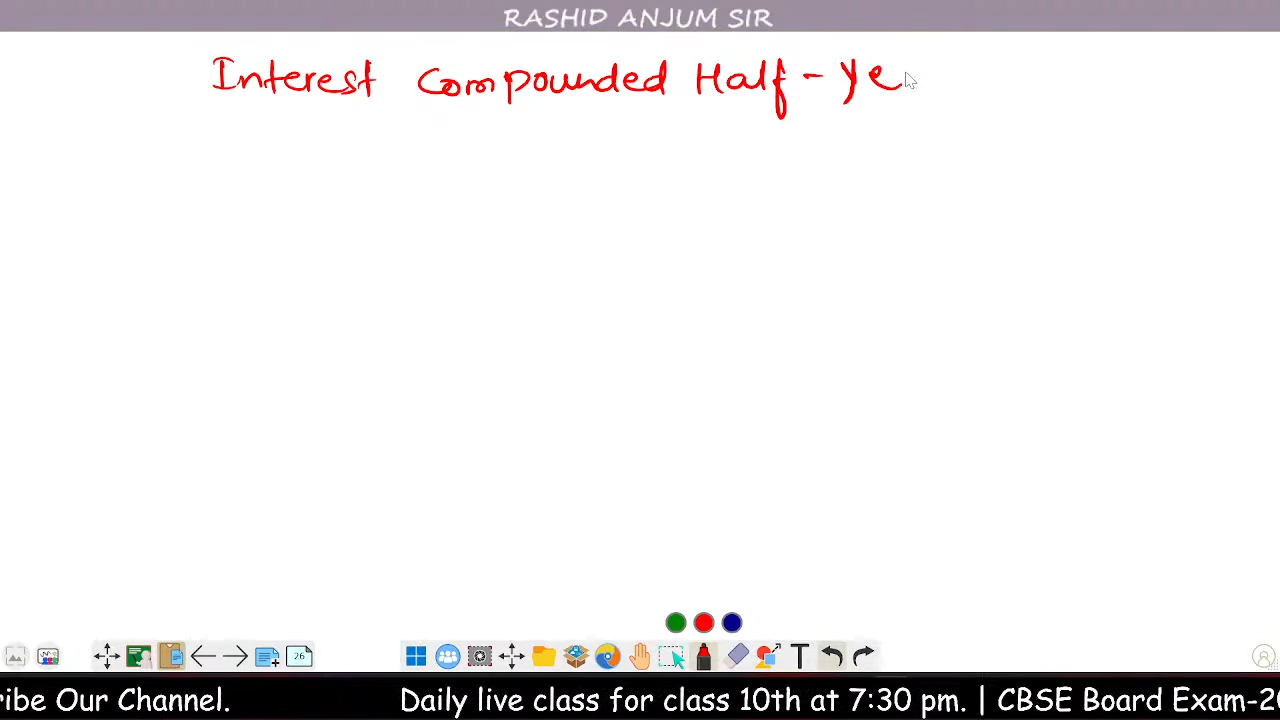 RASHID ANJUM SIR
Interest Compounded Half-Ye
26
ribe Our Channel. Daily live class for class 10th at 7:30 pm. | CBSE Board Exam-2